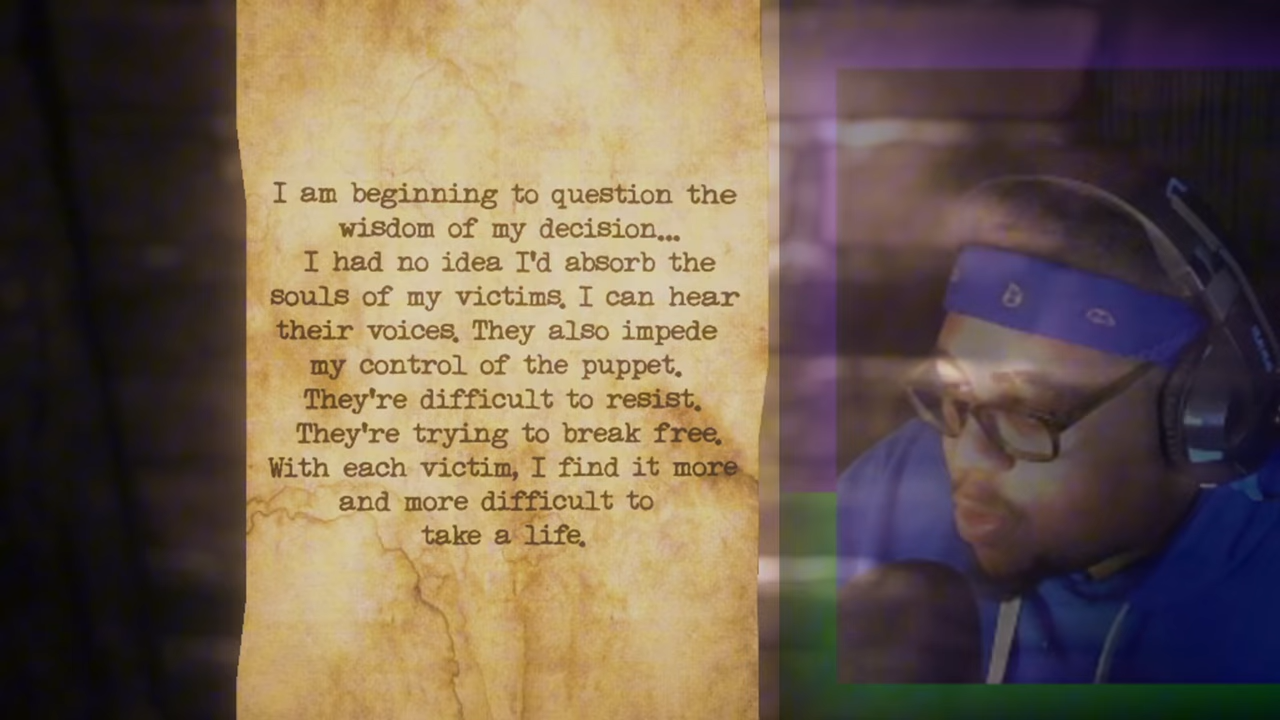 I am beginning to question the
wisdom of my decision...
I had no idea I'd absorb the
souls of my victims. I can hear
their voices. They also impede
my control of the puppet.
They're difficult to resist.
They're trying to break free.
With each victim, I find it more
and more difficult to
take a life.